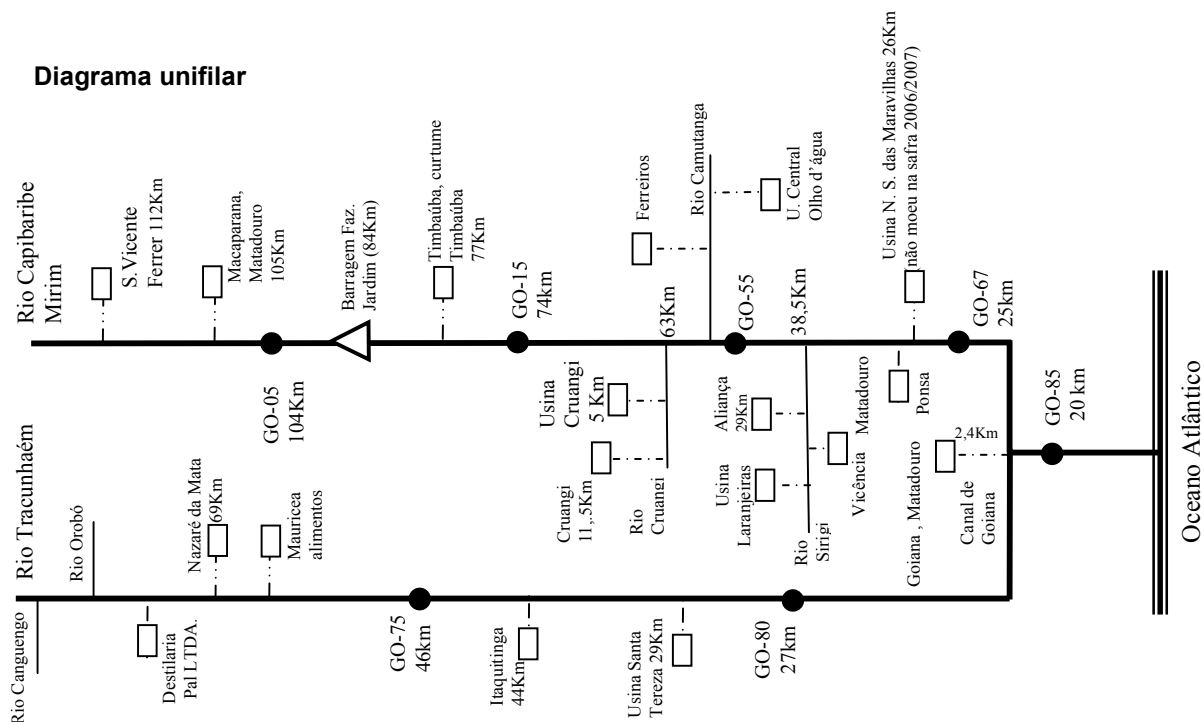 Diagrama unifilar
Rio Capibaribe
Mirim
S.Vicente
Ferrer 112Km
Macaparana,
Matadouro
105Km
GO-05
104Km
Barragem Faz.
Jardim (84Km)
Timbaúba, curtume
Timbaúba
77Km
GO-15
74km
Usina
Cruangi
5 Km
Cruangi
11,.5Km
Rio
Cruangi
63Km
Ferreiros
Rio Camutanga
U. Central
Olho d'água
GO-55
38,5Km
Aliança
29Km
Usina
Laranjeiras
Rio
Sirigi
Matadouro
Vicência
Usina N. S. das Maravilhas 26Km
(não moeu na safra 2006/2007)
Ponsa
GO-67
25km
Goiana , Matadouro
2,4Km
Canal de
Goiana
GO-85
20 km
Oceano Atlântico
Rio Tracunhaém
Rio Canguengo
Rio Orobó
Destilaria
Pal LTDA.
Nazaré da Mata
69Km
Mauricea
alimentos
GO-75
46km
Itaquitinga
44Km
Usina Santa
Tereza 29Km
GO-80
27km